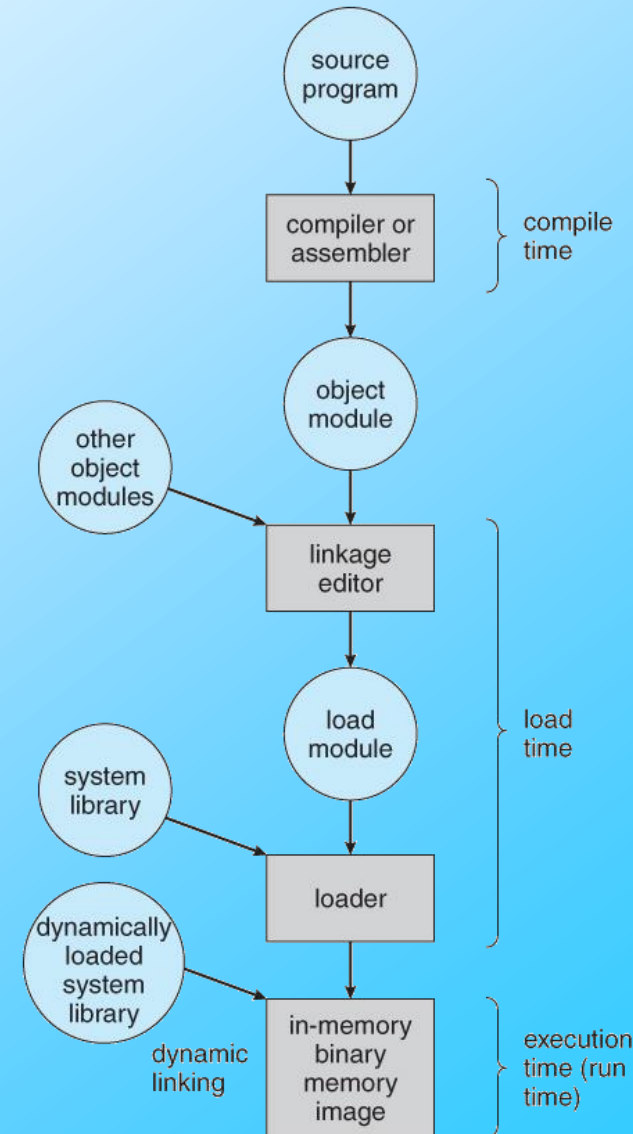 source
program
compiler or
assembler
compile
time
object
module
other
object
modules
linkage
editor
load
module
load
time
system
library
loader
dynamically
loaded
system
library
dynamic
linking
in-memory
binary
memory
image
execution
time (run
time)